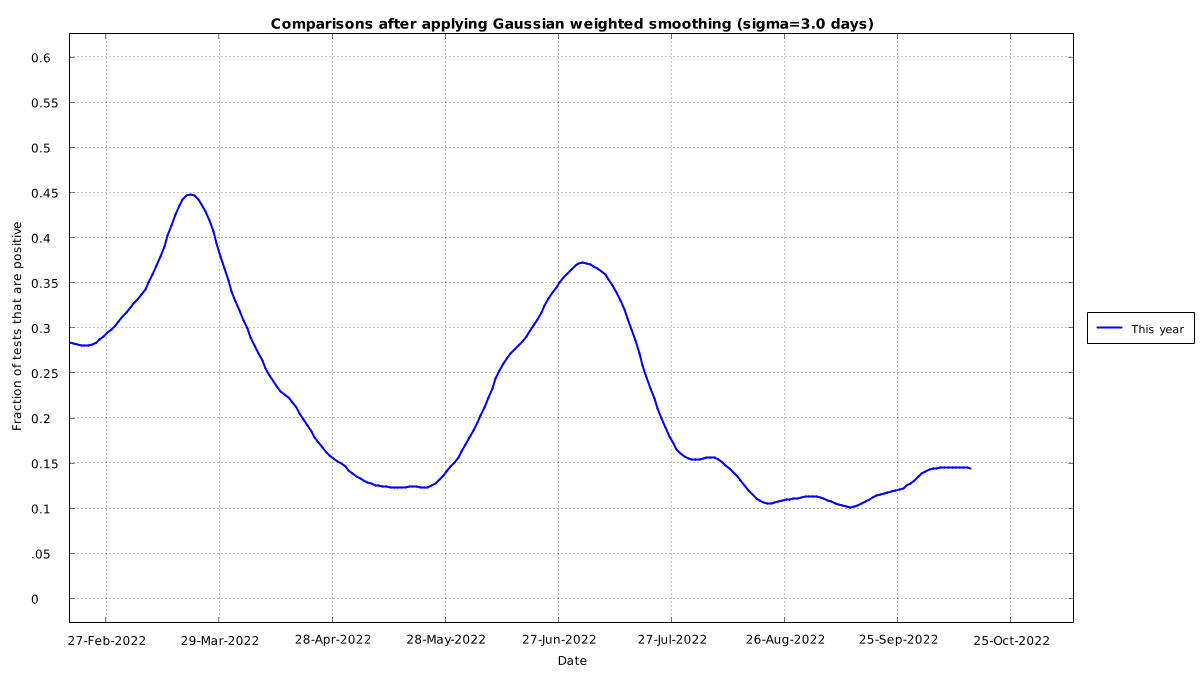 Comparisons after applying Gaussian weighted smoothing (sigma=3.0 days)
0.6
0.55
0.5
0.45
0.4
0.35
0.3
0.25
0.2
0.15
0.1
.05
0
Fraction of tests that are positive
27-Feb-2022 29-Mar-2022 28-Apr-2022 28-May-2022 27-Jun-2022 27-Jul-2022 26-Aug-2022 25-Sep-2022 25-Oct-2022
Date
This year